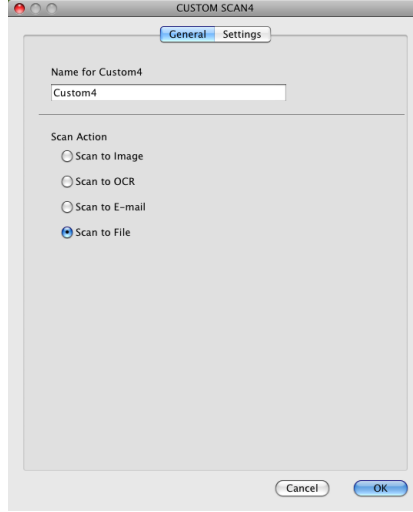 CUSTOM SCAN4
General Settings
Name for Custom4
Custom4
Scan Action
Scan to Image
Scan to OCR
Scan to E-mail
Scan to File
Cancel OK